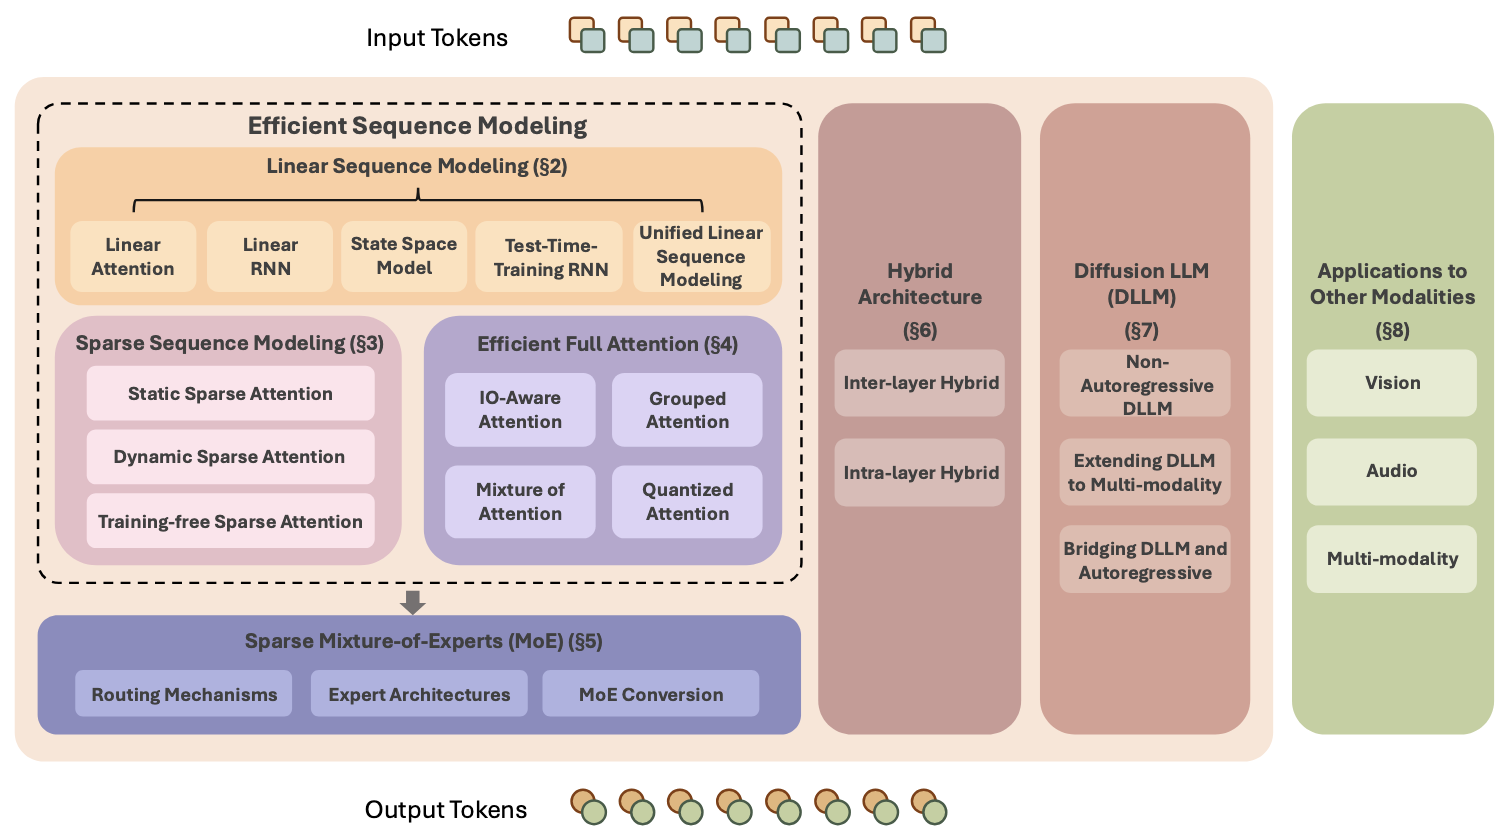 Input Tokens
Efficient Sequence Modeling
Linear Sequence Modeling (§2)
Linear
Attention
Linear
RNN
State Space
Model
Test-Time-
Training RNN
Unified Linear
Sequence
Modeling
Sparse Sequence Modeling (§3)
Static Sparse Attention
Dynamic Sparse Attention
Training-free Sparse Attention
Efficient Full Attention (§4)
IO-Aware
Attention
Grouped
Attention
Mixture of
Attention
Quantized
Attention
Sparse Mixture-of-Experts (MoE) (§5)
Routing Mechanisms
Expert Architectures
MoE Conversion
Hybrid
Architecture
(§6)
Inter-layer Hybrid
Intra-layer Hybrid
Diffusion LLM
(DLLM)
(§7)
Non-
Autoregressive
DLLM
Extending DLLM
to Multi-modality
Bridging DLLM and
Autoregressive
Applications to
Other Modalities
(§8)
Vision
Audio
Multi-modality
Output Tokens